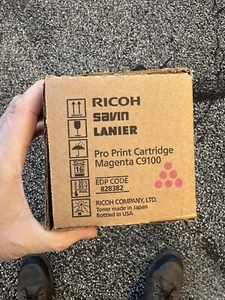 RICOH
savin
LANIER
Pro Print Cartridge
Magenta C9100
EDP CODE
828382
RICOH COMPANY, LTD.
Toner made in Japan
Bottled in USA
16